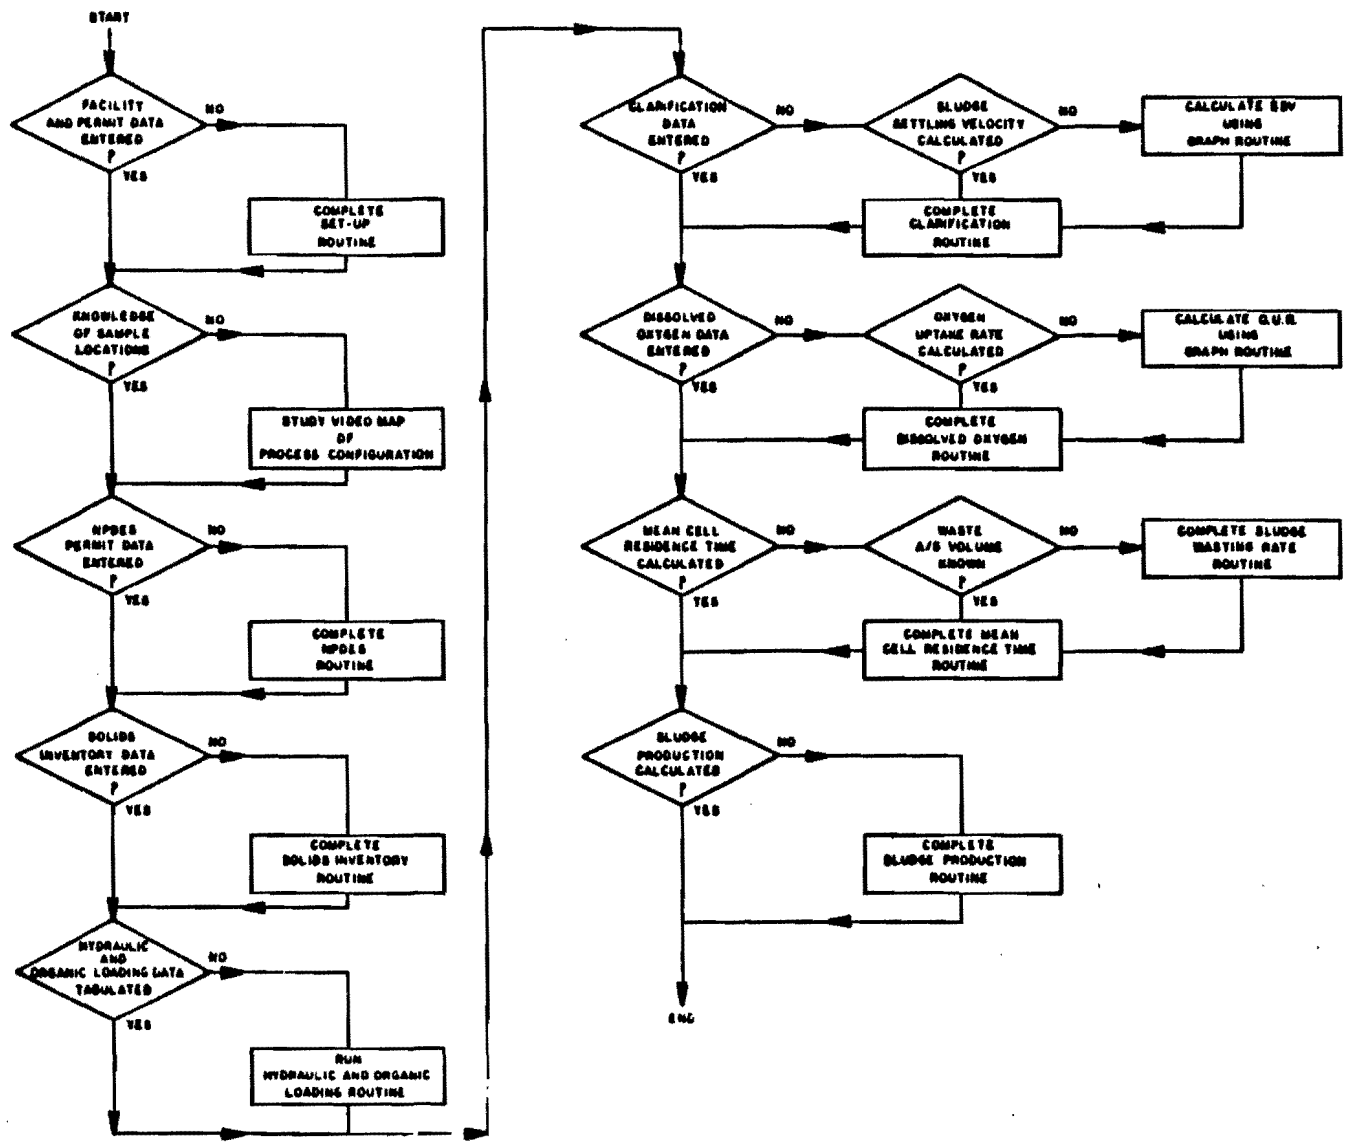 START
FACILITY
AND PERMIT DATA
ENTERED
?
NO
YES
COMPLETE
SET-UP
ROUTINE
KNOWLEDGE
OF SAMPLE
LOCATIONS
?
NO
YES
STUDY VIDEO MAP
OF
PROCESS CONFIGURATION
NPDES
PERMIT DATA
ENTERED
?
NO
YES
COMPLETE
NPDES
ROUTINE
SOLIDS
INVENTORY DATA
ENTERED
?
NO
YES
COMPLETE
SOLIDS INVENTORY
ROUTINE
HYDRAULIC
AND
ORGANIC LOADING DATA
TABULATED
NO
YES
RUN
HYDRAULIC AND ORGANIC
LOADING ROUTINE
CLARIFICATION
DATA
ENTERED
?
NO
YES
SLUDGE
SETTLING VELOCITY
CALCULATED
?
NO
YES
CALCULATE SSV
USING
GRAPH ROUTINE
COMPLETE
CLARIFICATION
ROUTINE
DISSOLVED
OXYGEN DATA
ENTERED
?
NO
YES
OXYGEN
UPTAKE RATE
CALCULATED
?
NO
YES
CALCULATE O.U.R.
USING
GRAPH ROUTINE
COMPLETE
DISSOLVED OXYGEN
ROUTINE
MEAN CELL
RESIDENCE TIME
CALCULATED
?
NO
YES
WASTE
A/S VOLUME
KNOWN
?
NO
YES
COMPLETE SLUDGE
WASTING RATE
ROUTINE
COMPLETE MEAN
CELL RESIDENCE TIME
ROUTINE
SLUDGE
PRODUCTION
CALCULATED
?
NO
YES
COMPLETE
SLUDGE PRODUCTION
ROUTINE
END